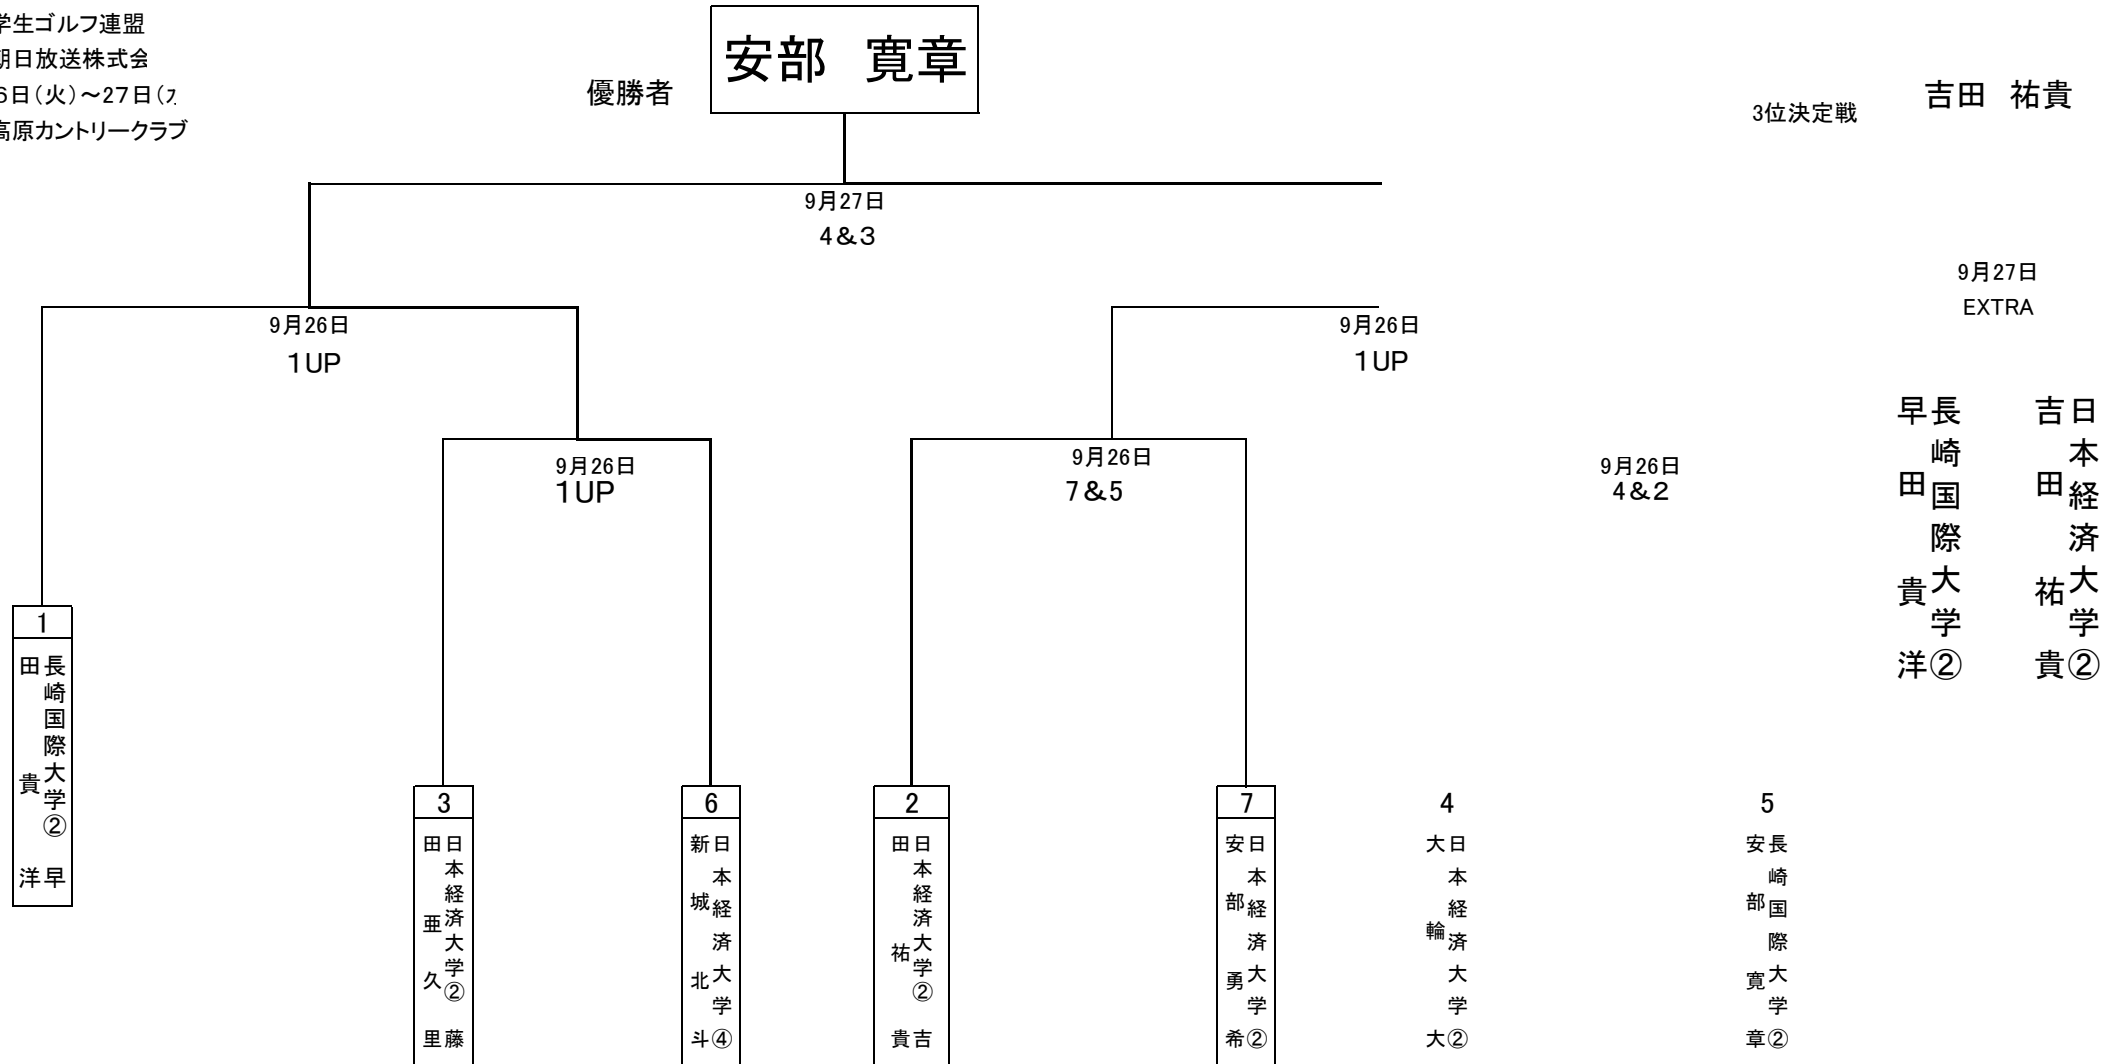 学生ゴルフ連盟
朝日放送株式会
6日(火)～27日(
高原カントリークラブ
優勝者
安部 寛章
3位決定戦
吉田 祐貴
9月27日
4&3
9月27日
EXTRA
9月26日
1UP
9月26日
1UP
9月26日
1UP
9月26日
7&5
9月26日
4&2
長崎国際大学②
早田 貴洋
日本経済大学②
吉田 祐貴
1
長崎国際大学② 早
田 貴 洋
3
日本経済大学② 藤
田 亜久里
6
日本経済大学④
新城 北斗
2
日本経済大学② 吉
田 祐貴
7
日本経済大学②
安部 勇希
4
日本経済大学②
大輪 大
5
長崎国際大学②
安部 寛章